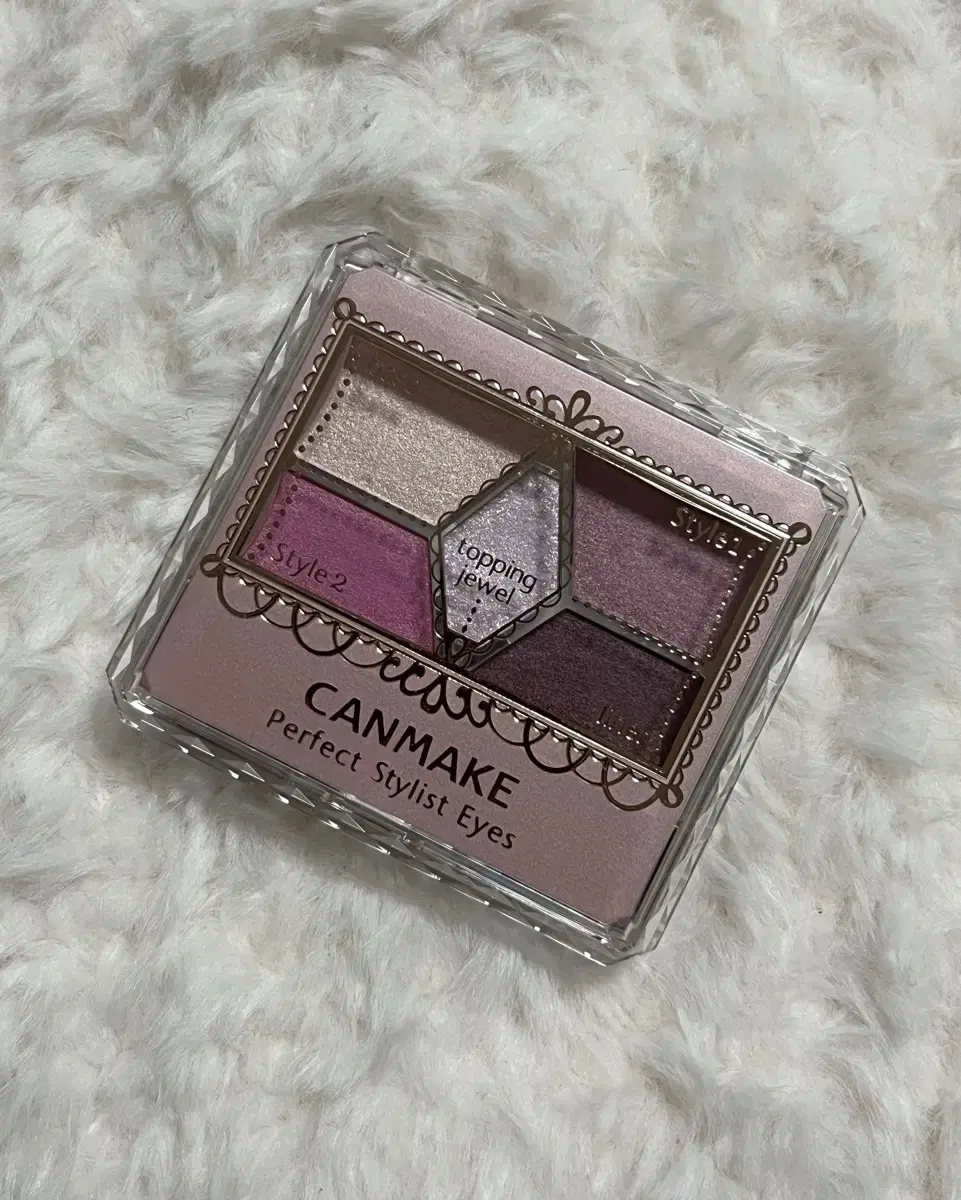 Style:1
topping
jewel
Style:2
liner
CANMAKE
Perfect Stylist Eyes